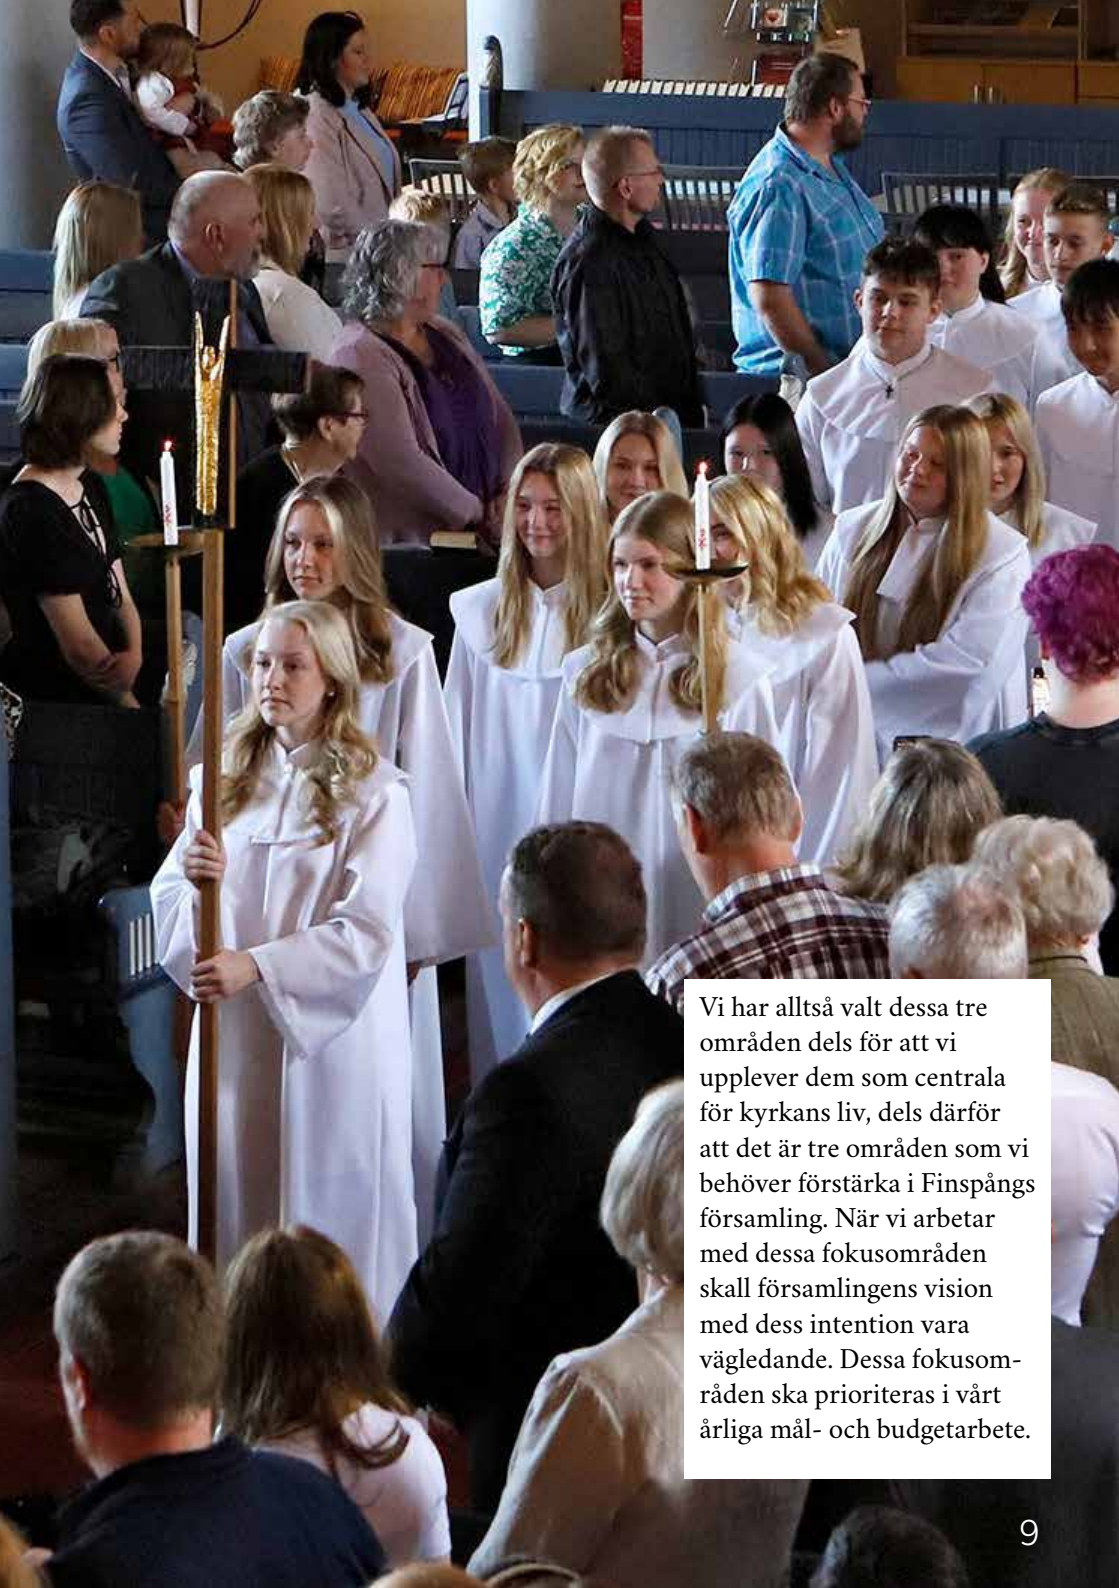 Vi har alltså valt dessa tre
områden dels för att vi
upplever dem som centrala
för kyrkans liv, dels därför
att det är tre områden som vi
behöver förstärka i Finspångs
församling. När vi arbetar
med dessa fokusområden
skall församlingens vision
med dess intention vara
vägledande. Dessa fokusom-
råden ska prioriteras i vårt
årliga mål- och budgetarbete.
9